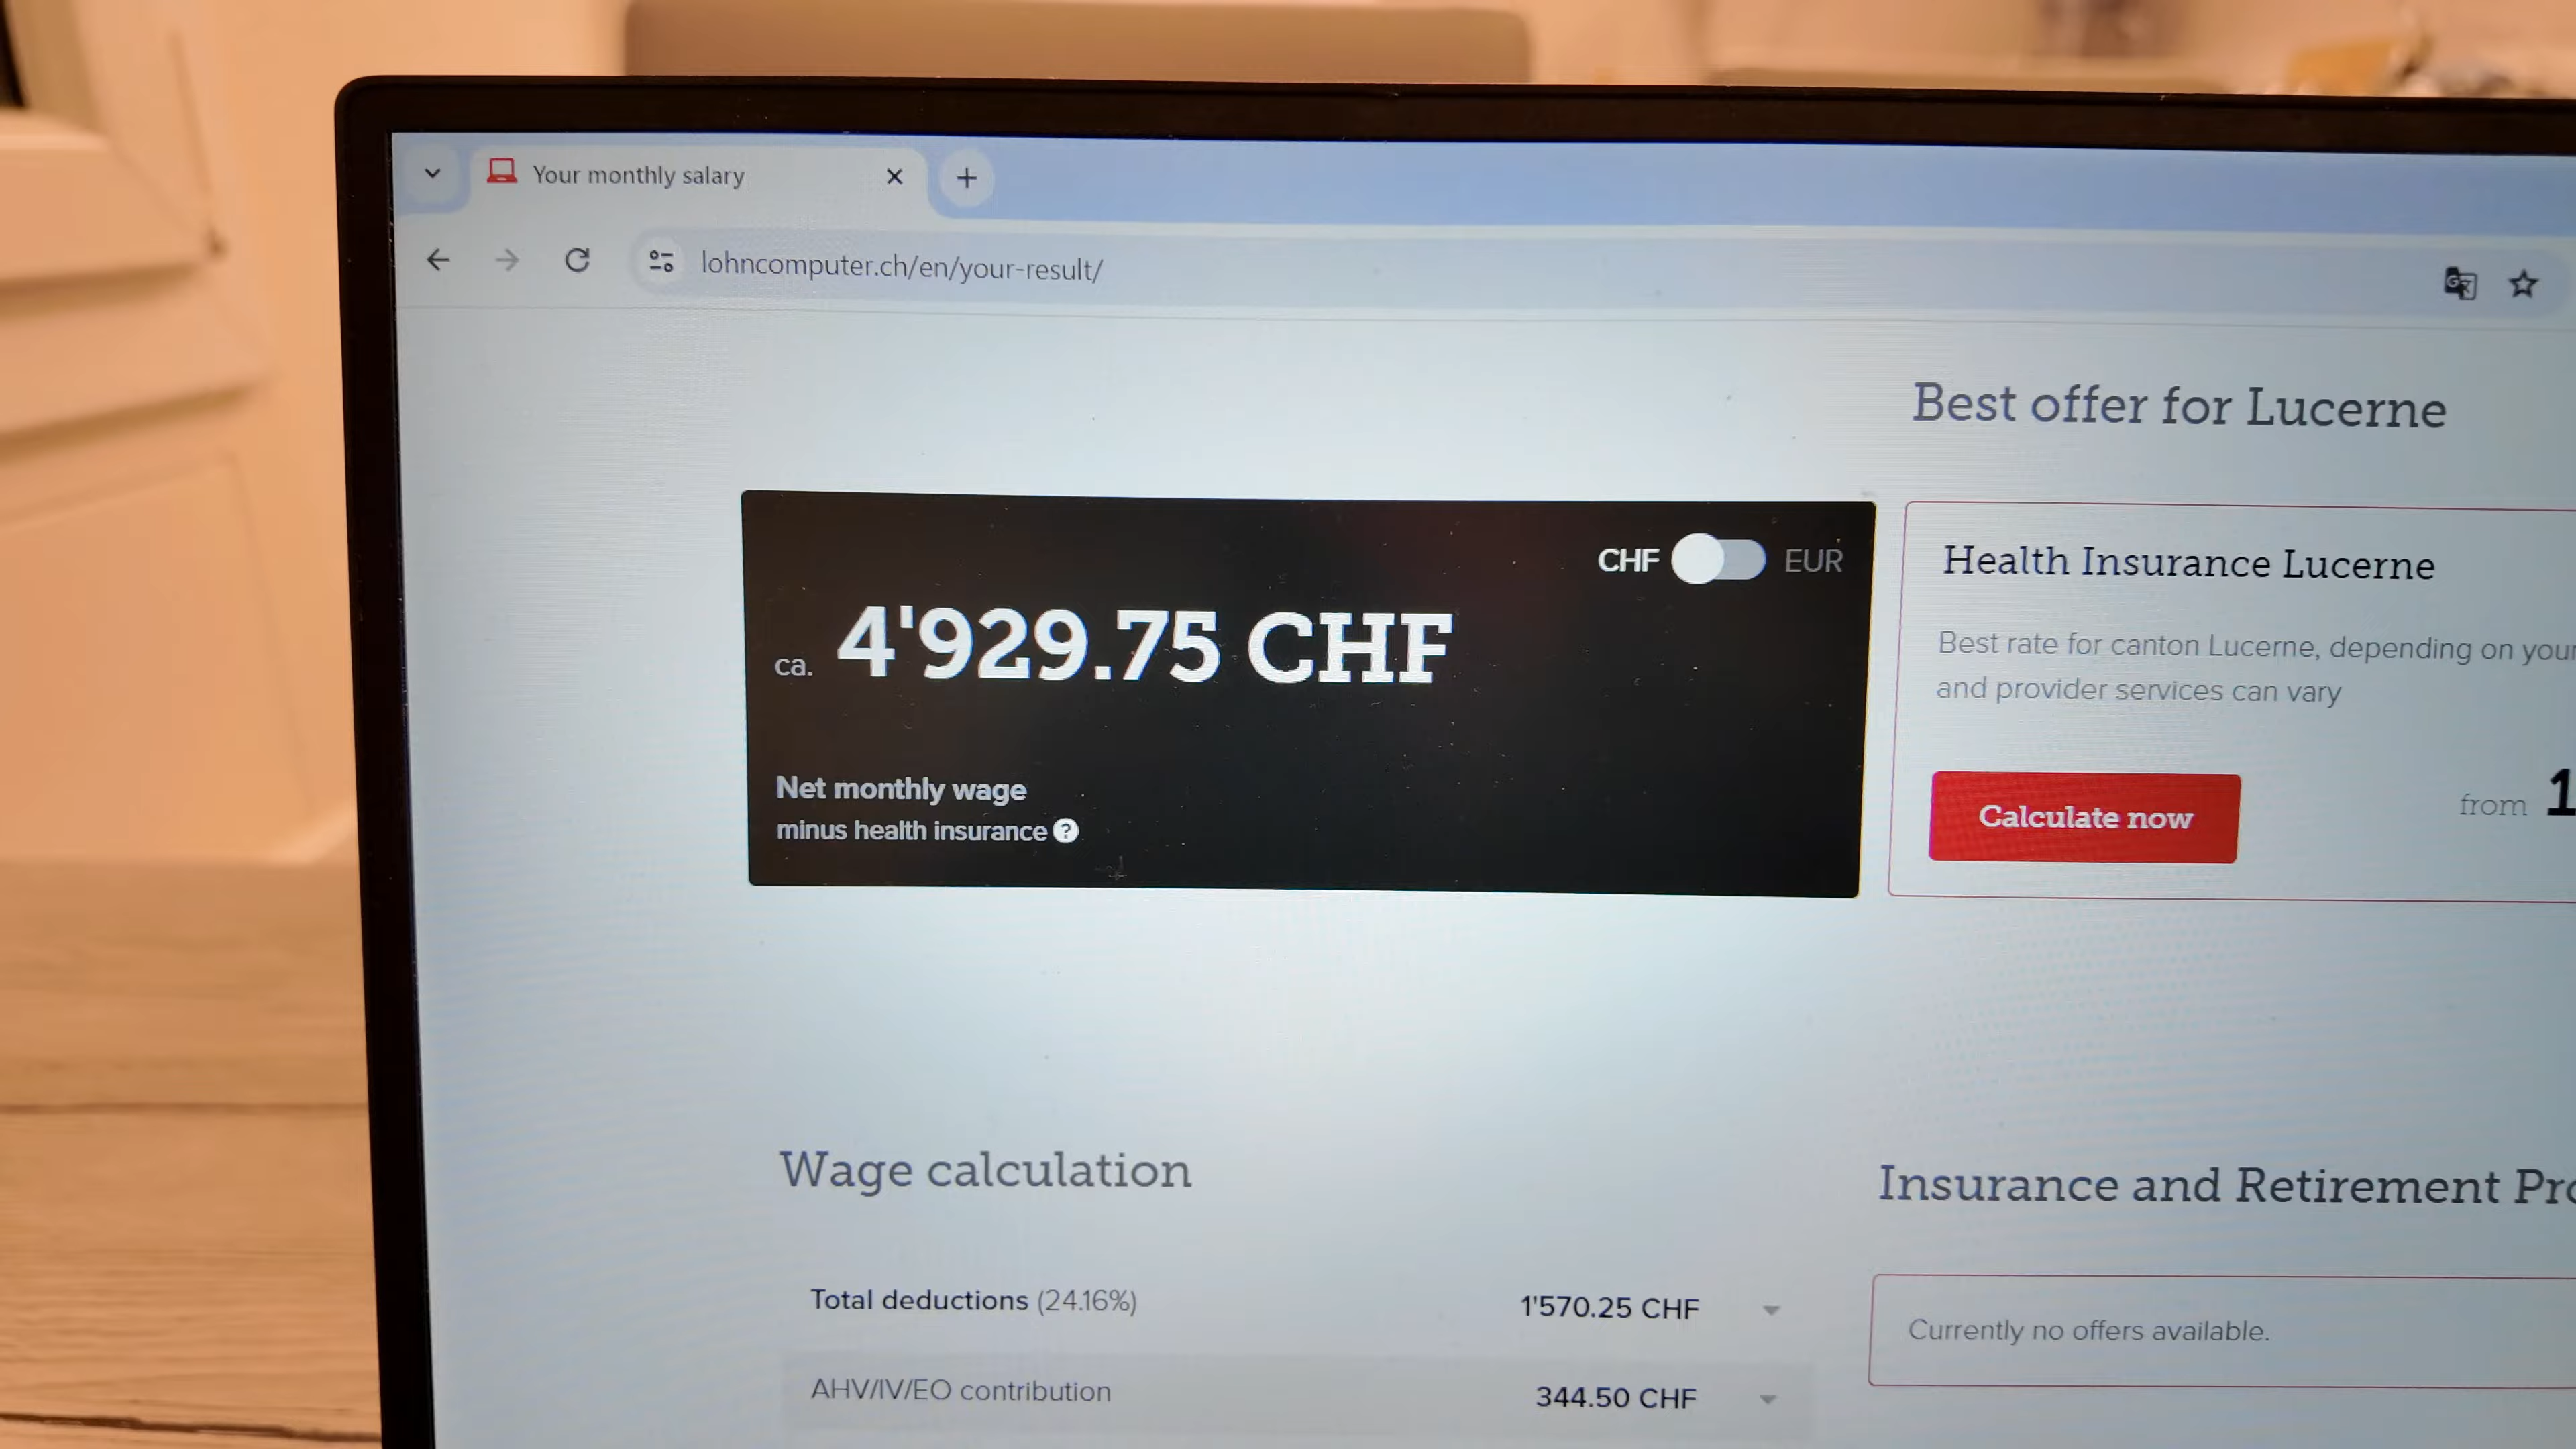 Your monthly salary
lohncomputer.ch/en/your-result/
CHF EUR
ca. 4'929.75 CHF
Net monthly wage
minus health insurance ?
Best offer for Lucerne
Health Insurance Lucerne
Best rate for canton Lucerne, depending on your
and provider services can vary
Calculate now
from 1
Wage calculation
Total deductions (24.16%) 1'570.25 CHF
AHV/IV/EO contribution 344.50 CHF
Insurance and Retirement Pro
Currently no offers available.